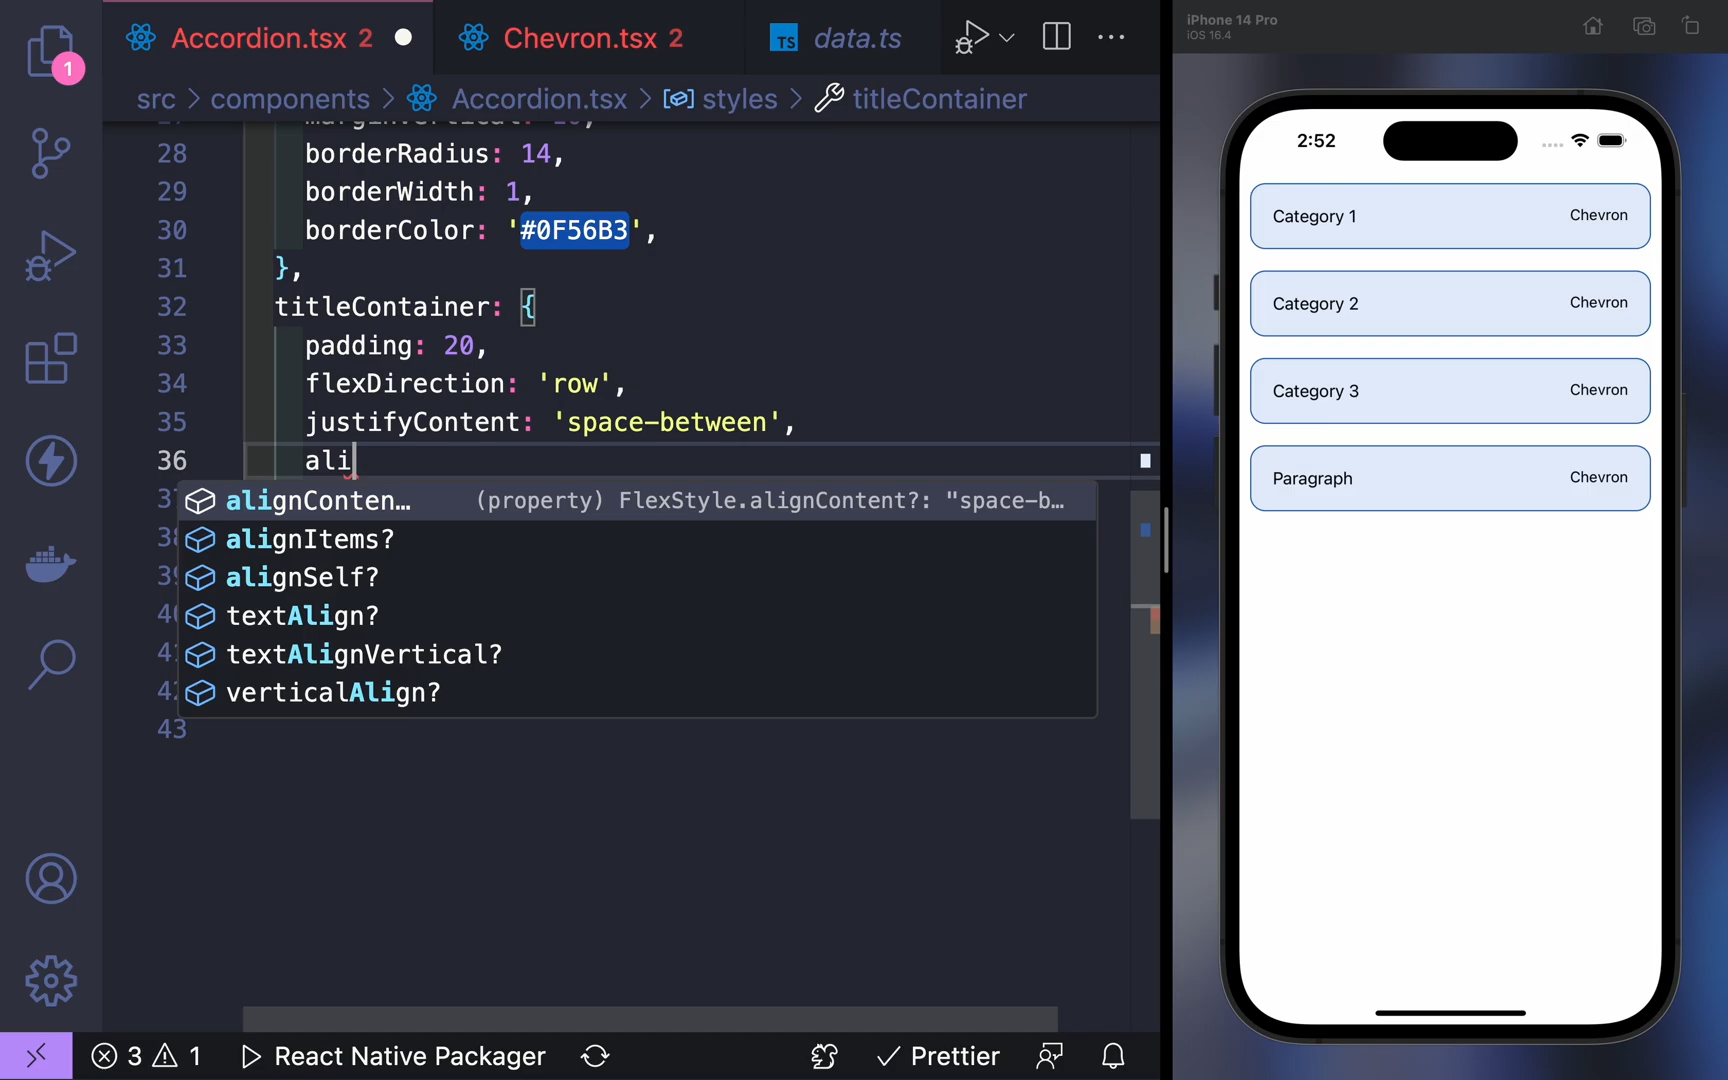 1
Accordion.tsx 2
Chevron.tsx 2
TS data.ts
src > components > Accordion.tsx > styles > titleContainer
28 borderRadius: 14,
29 borderWidth: 1,
30 borderColor: '#0F56B3',
31 },
32 titleContainer: {
33 padding: 20,
34 flexDirection: 'row',
35 justifyContent: 'space-between',
36 ali
alignConten… (property) FlexStyle.alignContent?: "space-b…
alignItems?
alignSelf?
textAlign?
textAlignVertical?
verticalAlign?
43
3 1 React Native Packager Prettier
iPhone 14 Pro
iOS 16.4
2:52
Category 1 Chevron
Category 2 Chevron
Category 3 Chevron
Paragraph Chevron